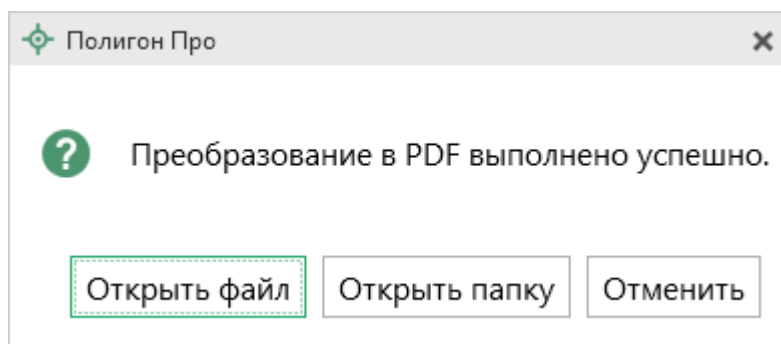 Полигон Про
Преобразование в PDF выполнено успешно.
Открыть файл
Открыть папку
Отменить